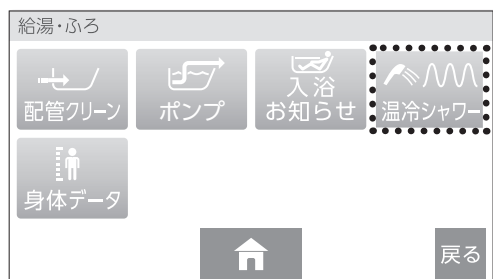 給湯・ふろ
配管クリーン
ポンプ
入浴
お知らせ
温冷シャワー
身体データ
戻る